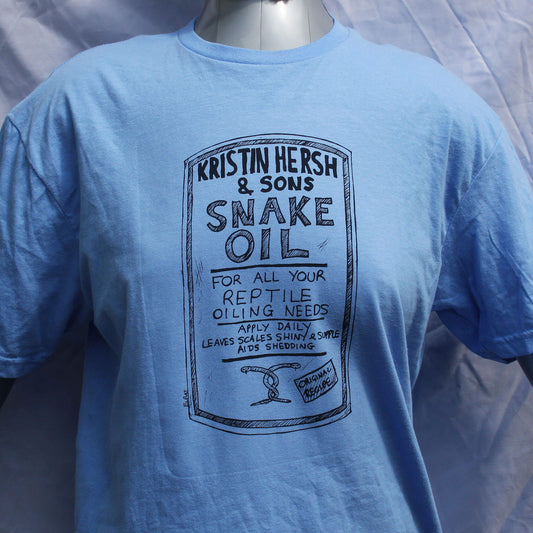 KRISTIN HERSH
& SONS
SNAKE
OIL
FOR ALL YOUR
REPTILE
OILING NEEDS
APPLY DAILY
LEAVES SCALES SHINY & SUPPLE
AIDS SHEDDING
ORIGINAL
RECIPE